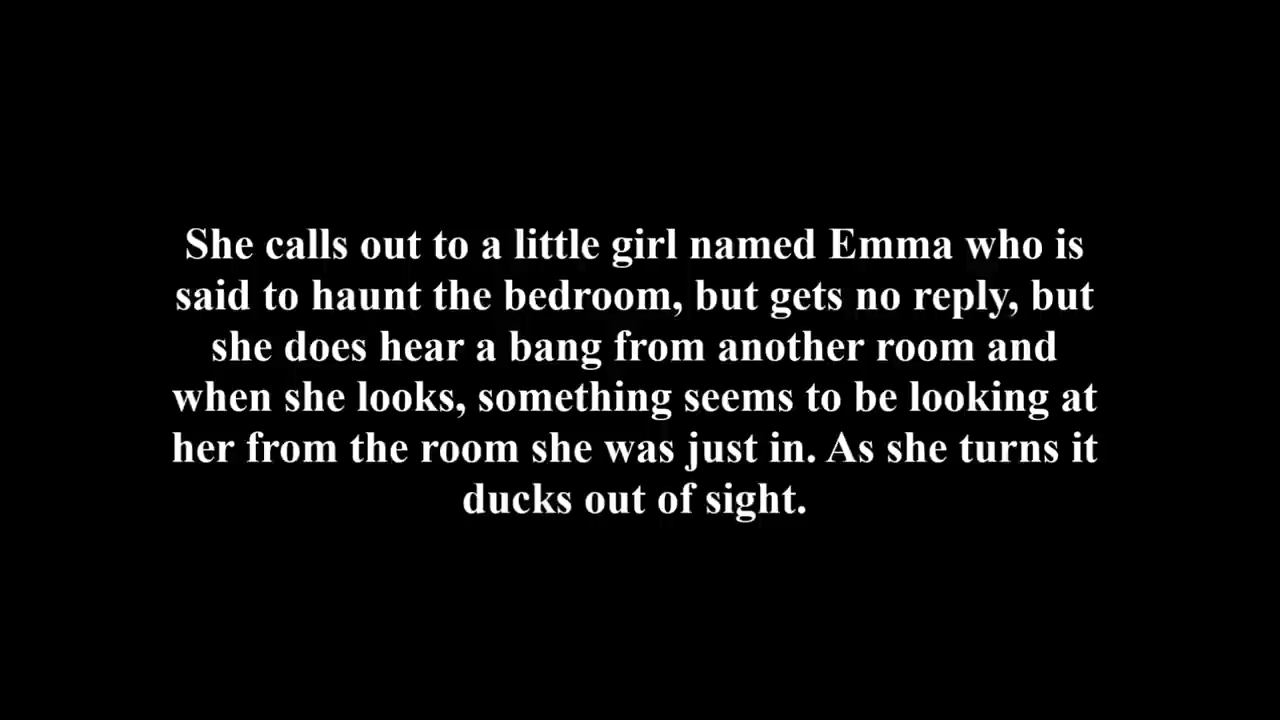 She calls out to a little girl named Emma who is
said to haunt the bedroom, but gets no reply, but
she does hear a bang from another room and
when she looks, something seems to be looking at
her from the room she was just in. As she turns it
ducks out of sight.